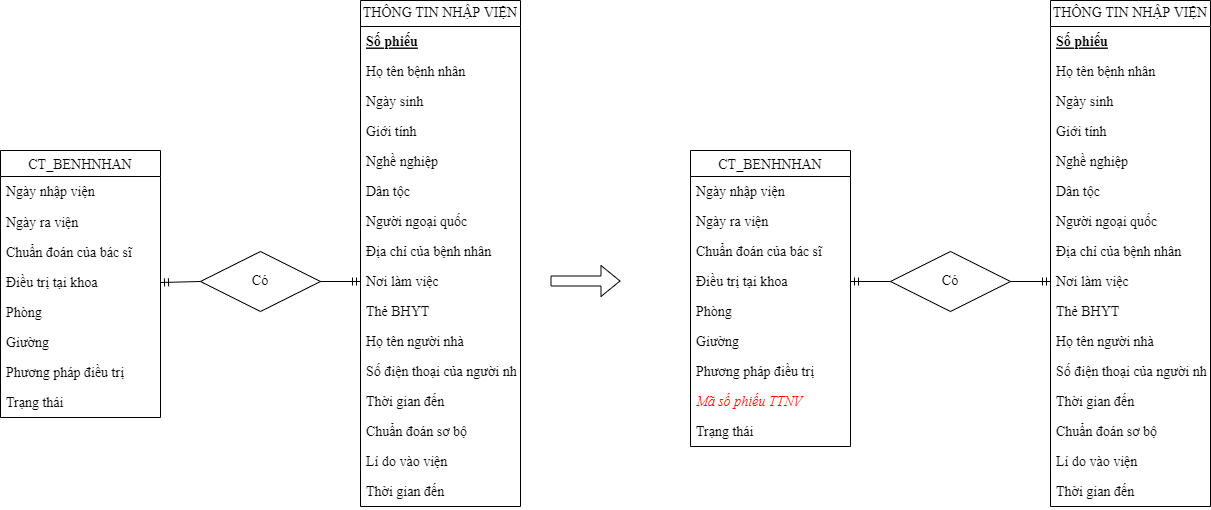 THÔNG TIN NHẬP VIỆN
Số phiếu
Họ tên bệnh nhân
Ngày sinh
Giới tính
Nghề nghiệp
Dân tộc
Người ngoại quốc
Địa chỉ của bệnh nhân
Nơi làm việc
Thẻ BHYT
Họ tên người nhà
Số điện thoại của người nh
Thời gian đến
Chuẩn đoán sơ bộ
Lí do vào viện
Thời gian đến
CT_BENHNHAN
Ngày nhập viện
Ngày ra viện
Chuẩn đoán của bác sĩ
Điều trị tại khoa
Phòng
Giường
Phương pháp điều trị
Trạng thái
Có
THÔNG TIN NHẬP VIỆN
Số phiếu
Họ tên bệnh nhân
Ngày sinh
Giới tính
Nghề nghiệp
Dân tộc
Người ngoại quốc
Địa chỉ của bệnh nhân
Nơi làm việc
Thẻ BHYT
Họ tên người nhà
Số điện thoại của người nh
Thời gian đến
Chuẩn đoán sơ bộ
Lí do vào viện
Thời gian đến
CT_BENHNHAN
Ngày nhập viện
Ngày ra viện
Chuẩn đoán của bác sĩ
Điều trị tại khoa
Phòng
Giường
Phương pháp điều trị
Mã số phiếu TTNV
Trạng thái
Có